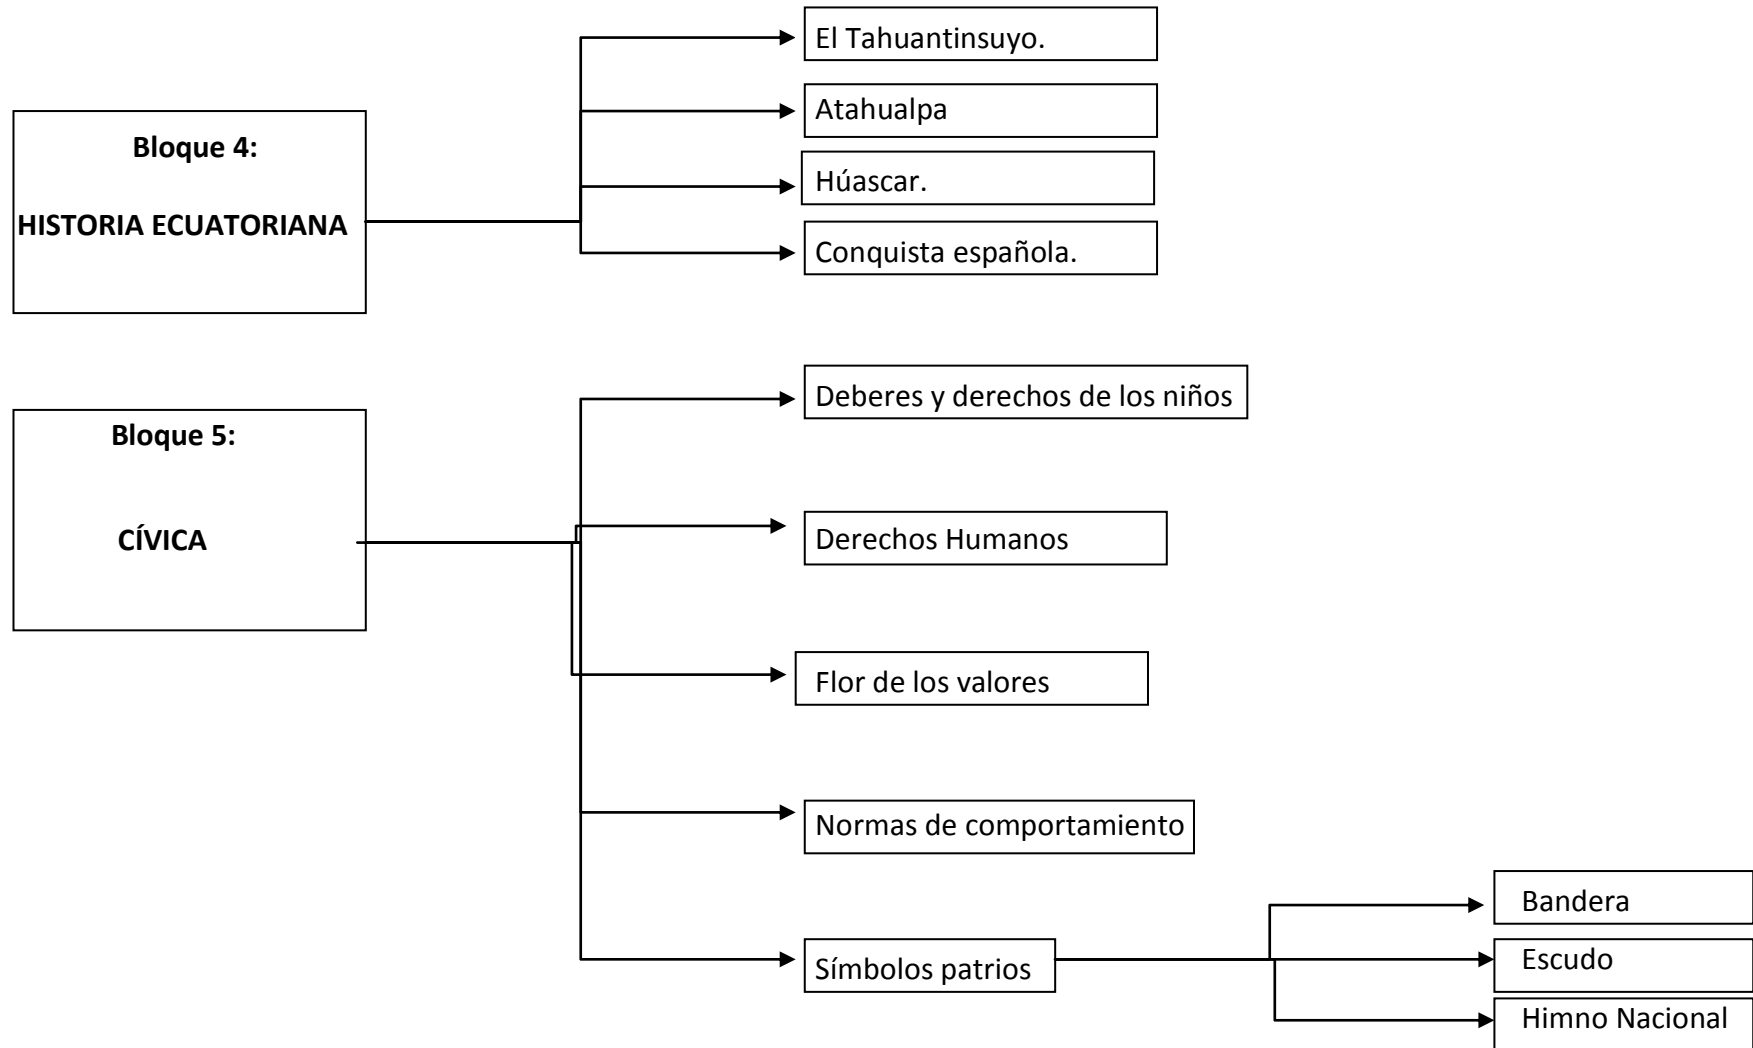 Bloque 4:
HISTORIA ECUATORIANA
El Tahuantinsuyo.
Atahualpa
Húascar.
Conquista española.
Bloque 5:
CÍVICA
Deberes y derechos de los niños
Derechos Humanos
Flor de los valores
Normas de comportamiento
Símbolos patrios
Bandera
Escudo
Himno Nacional